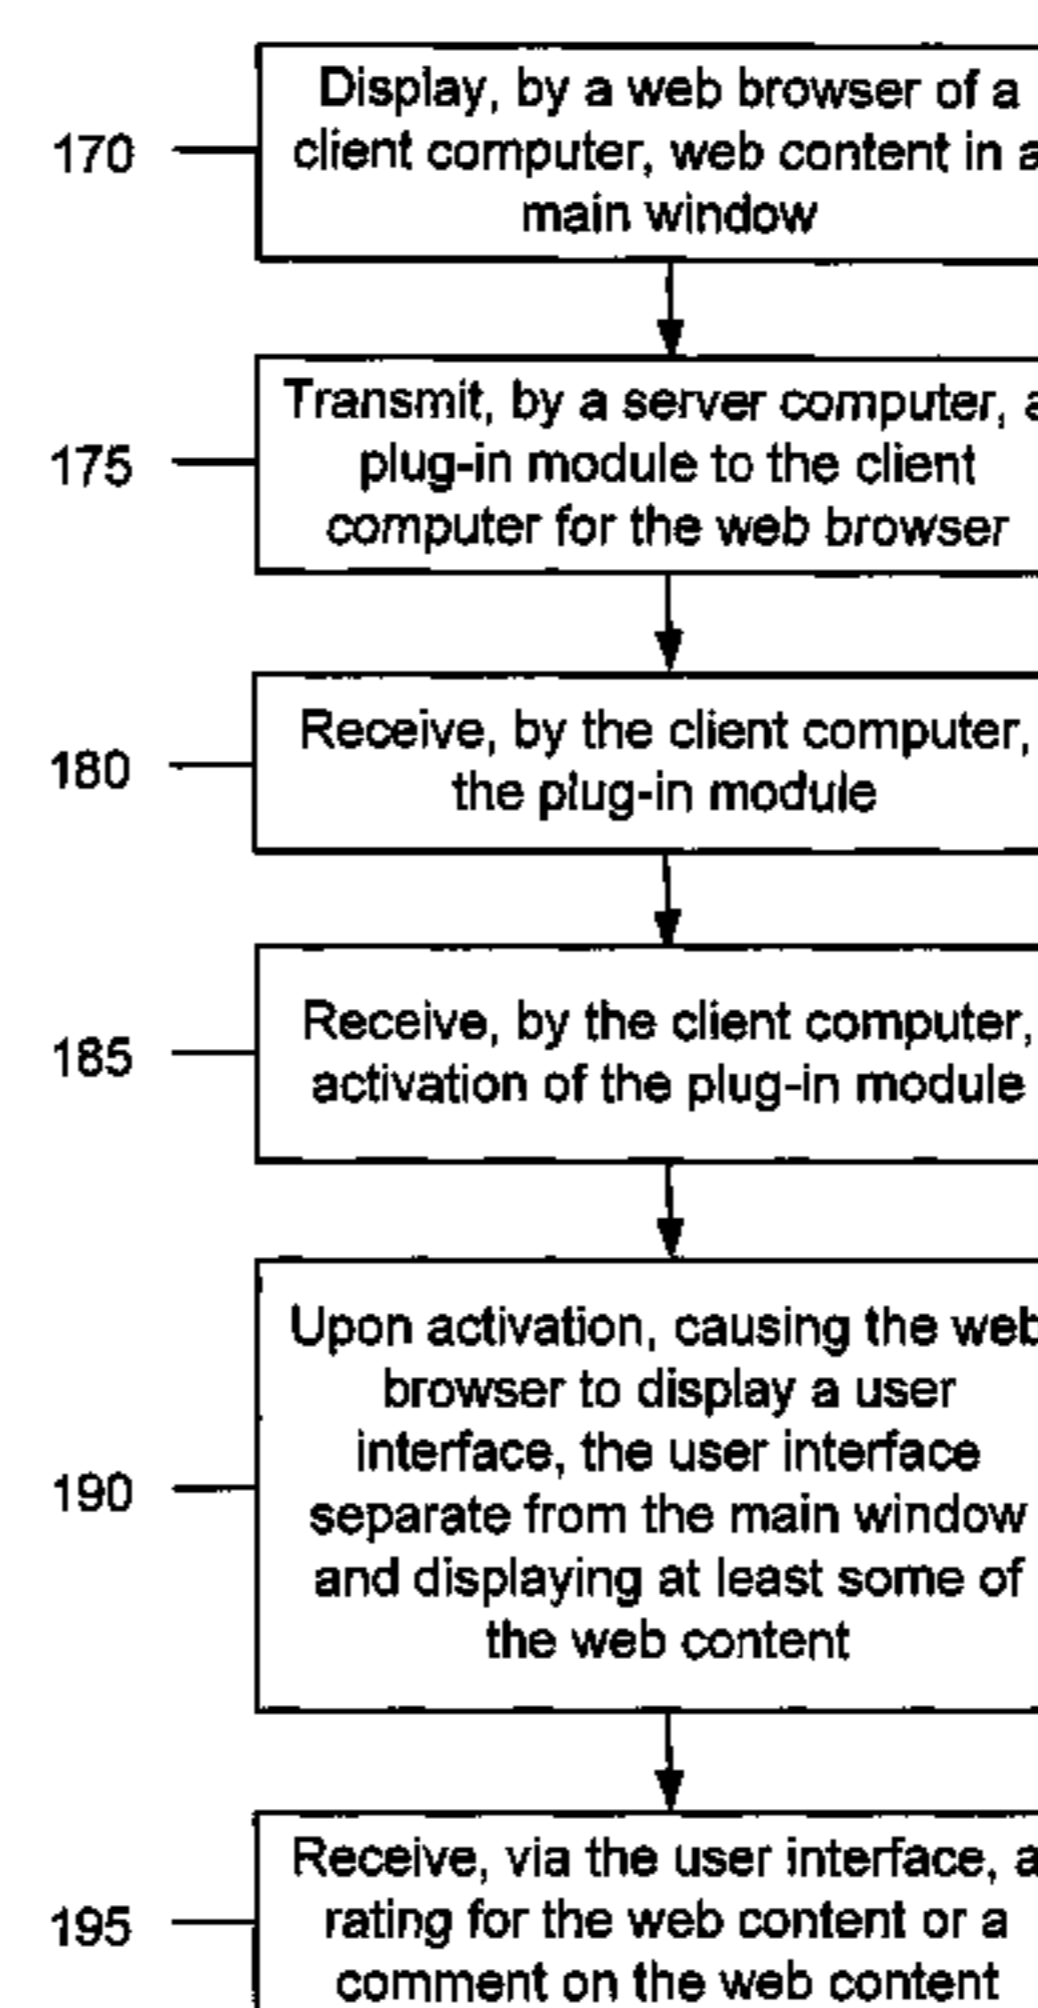 170
Display, by a web browser of a
client computer, web content in a
main window
175
Transmit, by a server computer, a
plug-in module to the client
computer for the web browser
180
Receive, by the client computer,
the plug-in module
185
Receive, by the client computer,
activation of the plug-in module
190
Upon activation, causing the web
browser to display a user
interface, the user interface
separate from the main window
and displaying at least some of
the web content
195
Receive, via the user interface, a
rating for the web content or a
comment on the web content